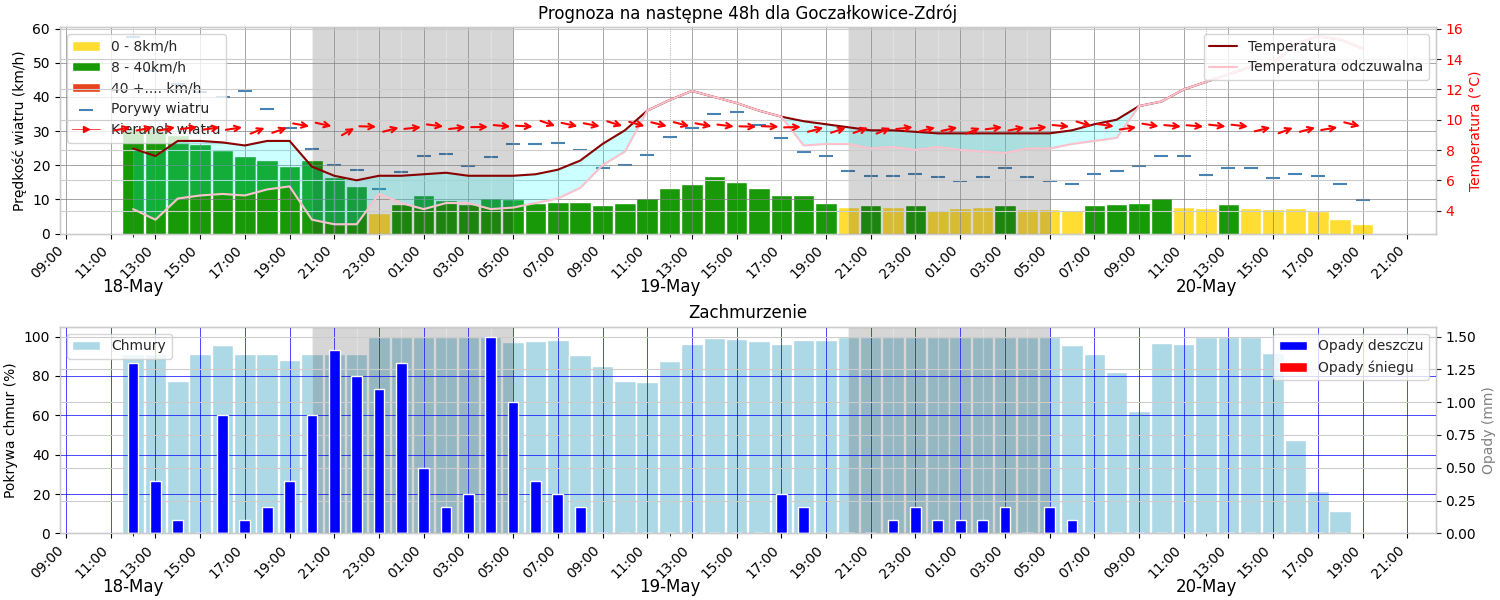 Prognoza na następne 48h dla Goczałkowice-Zdrój
Prędkość wiatru (km/h)
60
50
40
30
20
10
0
0 - 8km/h
8 - 40km/h
40 +.... km/h
Porywy wiatru
Kierunek wiatru
Temperatura
Temperatura odczuwalna
16
14
12
10
8
6
4
Temperatura (°C)
09:00 11:00 13:00 15:00 17:00 19:00 21:00 23:00 01:00 03:00 05:00 07:00 09:00 11:00 13:00 15:00 17:00 19:00 21:00 23:00 01:00 03:00 05:00 07:00 09:00 11:00 13:00 15:00 17:00 19:00 21:00
18-May 19-May 20-May
Zachmurzenie
Pokrywa chmur (%)
100
80
60
40
20
0
Chmury
Opady deszczu
Opady śniegu
1.50
1.25
1.00
0.75
0.50
0.25
0.00
Opady (mm)
09:00 11:00 13:00 15:00 17:00 19:00 21:00 23:00 01:00 03:00 05:00 07:00 09:00 11:00 13:00 15:00 17:00 19:00 21:00 23:00 01:00 03:00 05:00 07:00 09:00 11:00 13:00 15:00 17:00 19:00 21:00
18-May 19-May 20-May